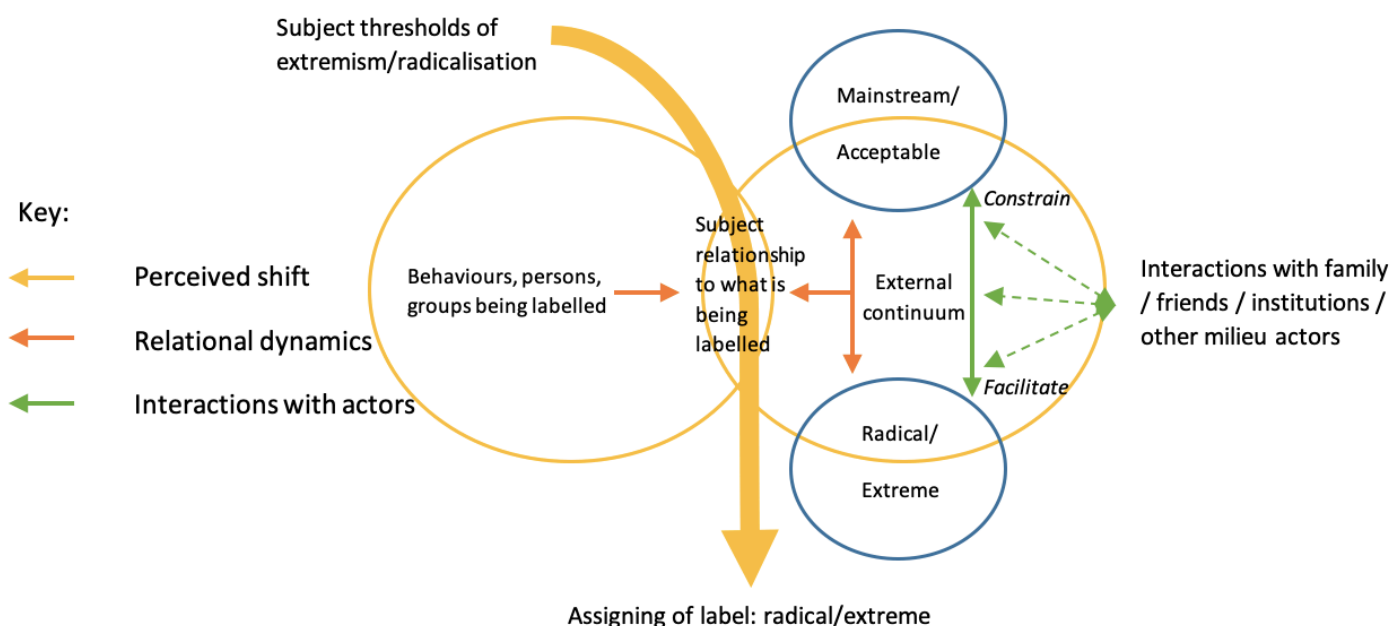 Subject thresholds of
extremism/radicalisation
Mainstream/
Acceptable
Key:
Perceived shift
Relational dynamics
Interactions with actors
Behaviours, persons,
groups being labelled
Subject
relationship
to what is
being
labelled
External
continuum
Constrain
Facilitate
Interactions with family
/ friends / institutions /
other milieu actors
Radical/
Extreme
Assigning of label: radical/extreme